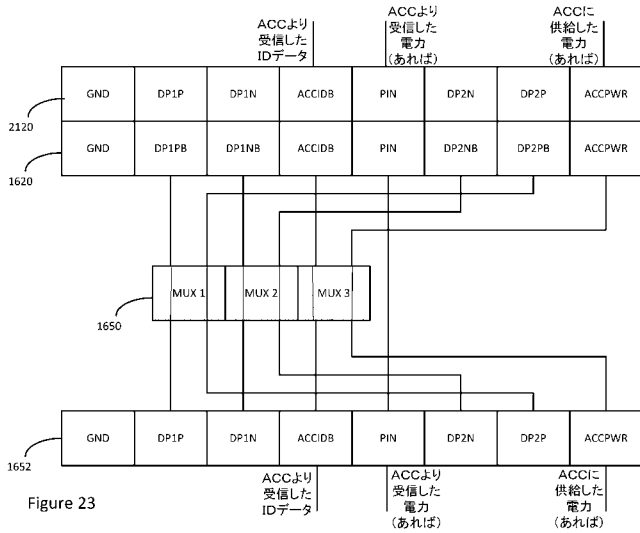 ACCより
受信した
IDデータ
ACCより
受信した
電力
(あれば)
ACCに
供給した
電力
(あれば)
2120
GND DP1P DP1N ACCIDB PIN DP2N DP2P ACCPWR
1620
GND DP1PB DP1NB ACCIDB PIN DP2NB DP2PB ACCPWR
1650
MUX 1 MUX 2 MUX 3
1652
GND DP1P DP1N ACCIDB PIN DP2N DP2P ACCPWR
ACCより
受信した
IDデータ
ACCより
受信した
電力
(あれば)
ACCに
供給した
電力
(あれば)
Figure 23